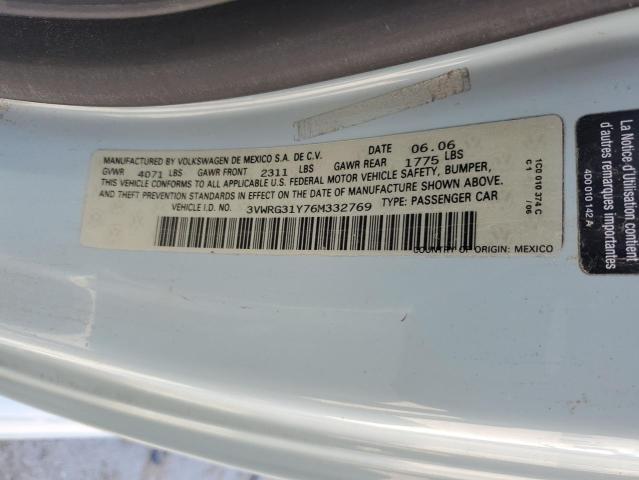 MANUFACTURED BY VOLKSWAGEN DE MEXICO S.A. DE C.V. DATE 06.06
GVWR 4071 LBS GAWR FRONT 2311 LBS GAWR REAR 1775 LBS
THIS VEHICLE CONFORMS TO ALL APPLICABLE U.S. FEDERAL MOTOR VEHICLE SAFETY, BUMPER,
AND THEFT PREVENTION STANDARDS IN EFFECT ON THE DATE OF MANUFACTURE SHOWN ABOVE.
VEHICLE I.D. NO. 3VWRG31Y76M332769 TYPE: PASSENGER CAR
COUNTRY OF ORIGIN: MEXICO
1C0 010 374 C
C1 /06
La Notice d'Utilisation contient
d'autres remarques importantes
4D0 010 142 A